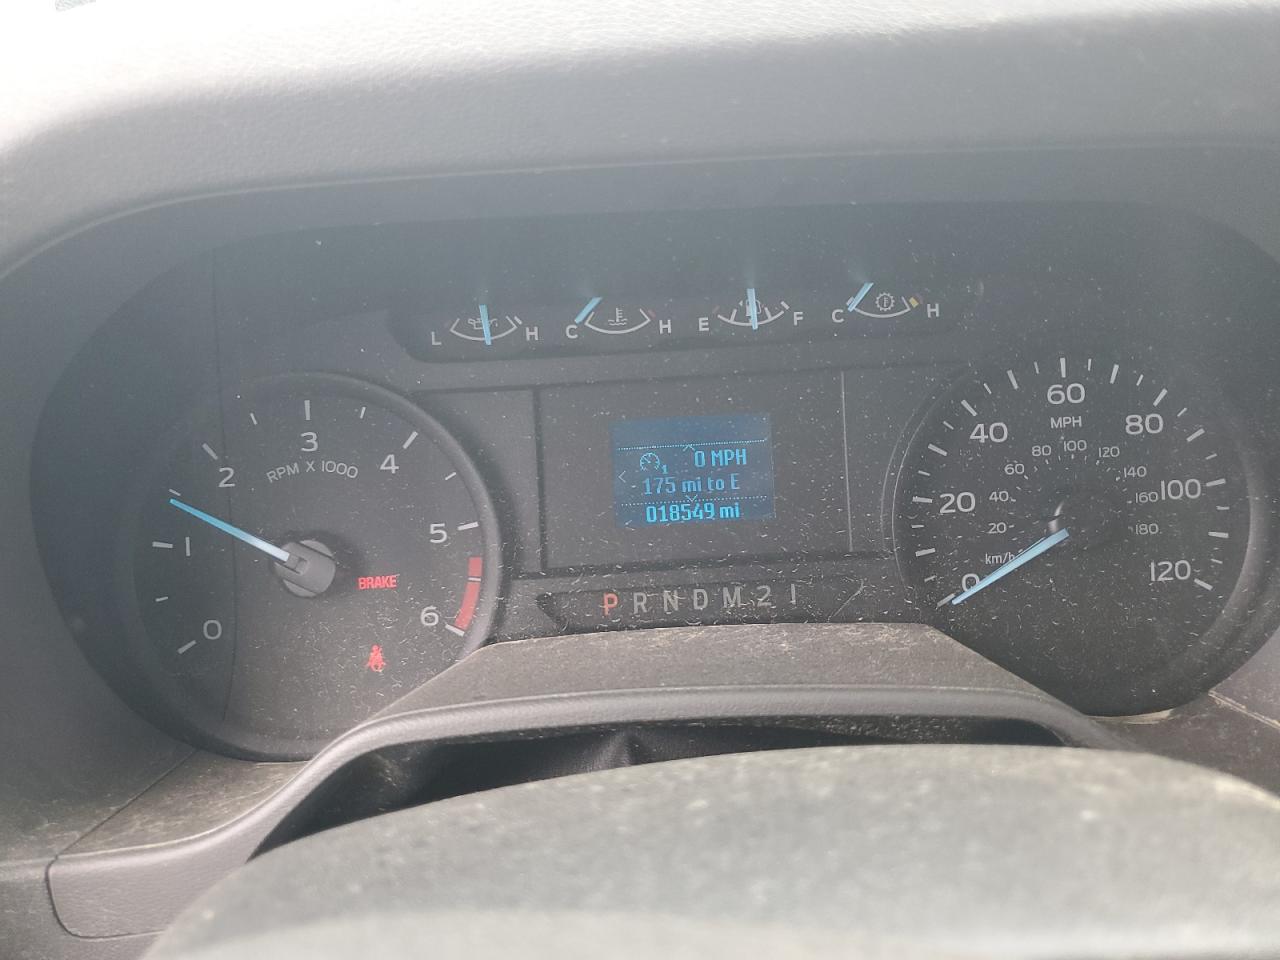 L H C H E F C H
0 1 2 3 4 5 6
RPM X 1000
BRAKE
0 MPH
175 mi to E
018549 mi
P R N D M 2 1
0 20 40 60 80 100 120
MPH
20 40 60 80 100 120 140 160 180
km/h